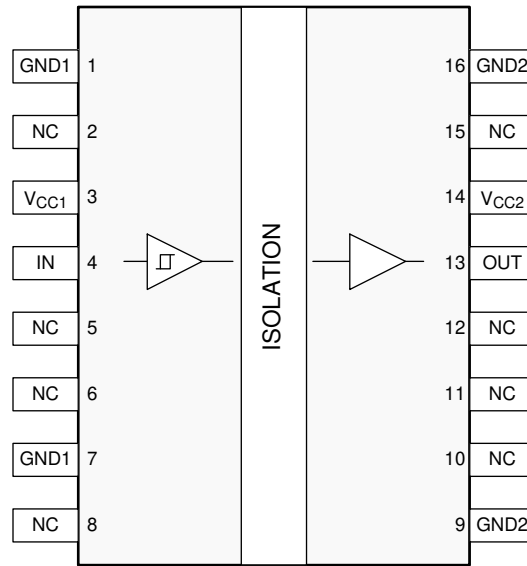 GND1 1 16 GND2
NC 2 15 NC
VCC1 3 14 VCC2
IN 4 13 OUT
NC 5 12 NC
NC 6 11 NC
GND1 7 10 NC
NC 8 9 GND2
ISOLATION